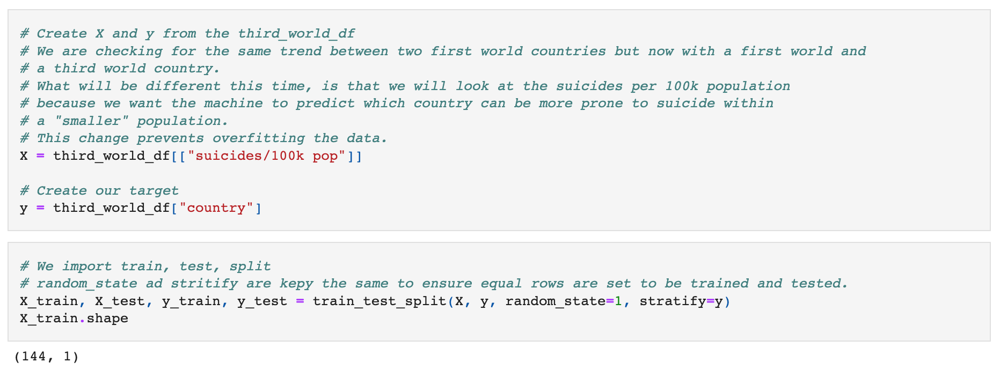 # Create X and y from the third_world_df
# We are checking for the same trend between two first world countries but now with a first world and
# a third world country.
# What will be different this time, is that we will look at the suicides per 100k population
# because we want the machine to predict which country can be more prone to suicide within
# a "smaller" population.
# This change prevents overfitting the data.
X = third_world_df[["suicides/100k pop"]]
# Create our target
y = third_world_df["country"]
# We import train, test, split
# random_state ad stritify are kepy the same to ensure equal rows are set to be trained and tested.
X_train, X_test, y_train, y_test = train_test_split(X, y, random_state=1, stratify=y)
X_train.shape
(144, 1)